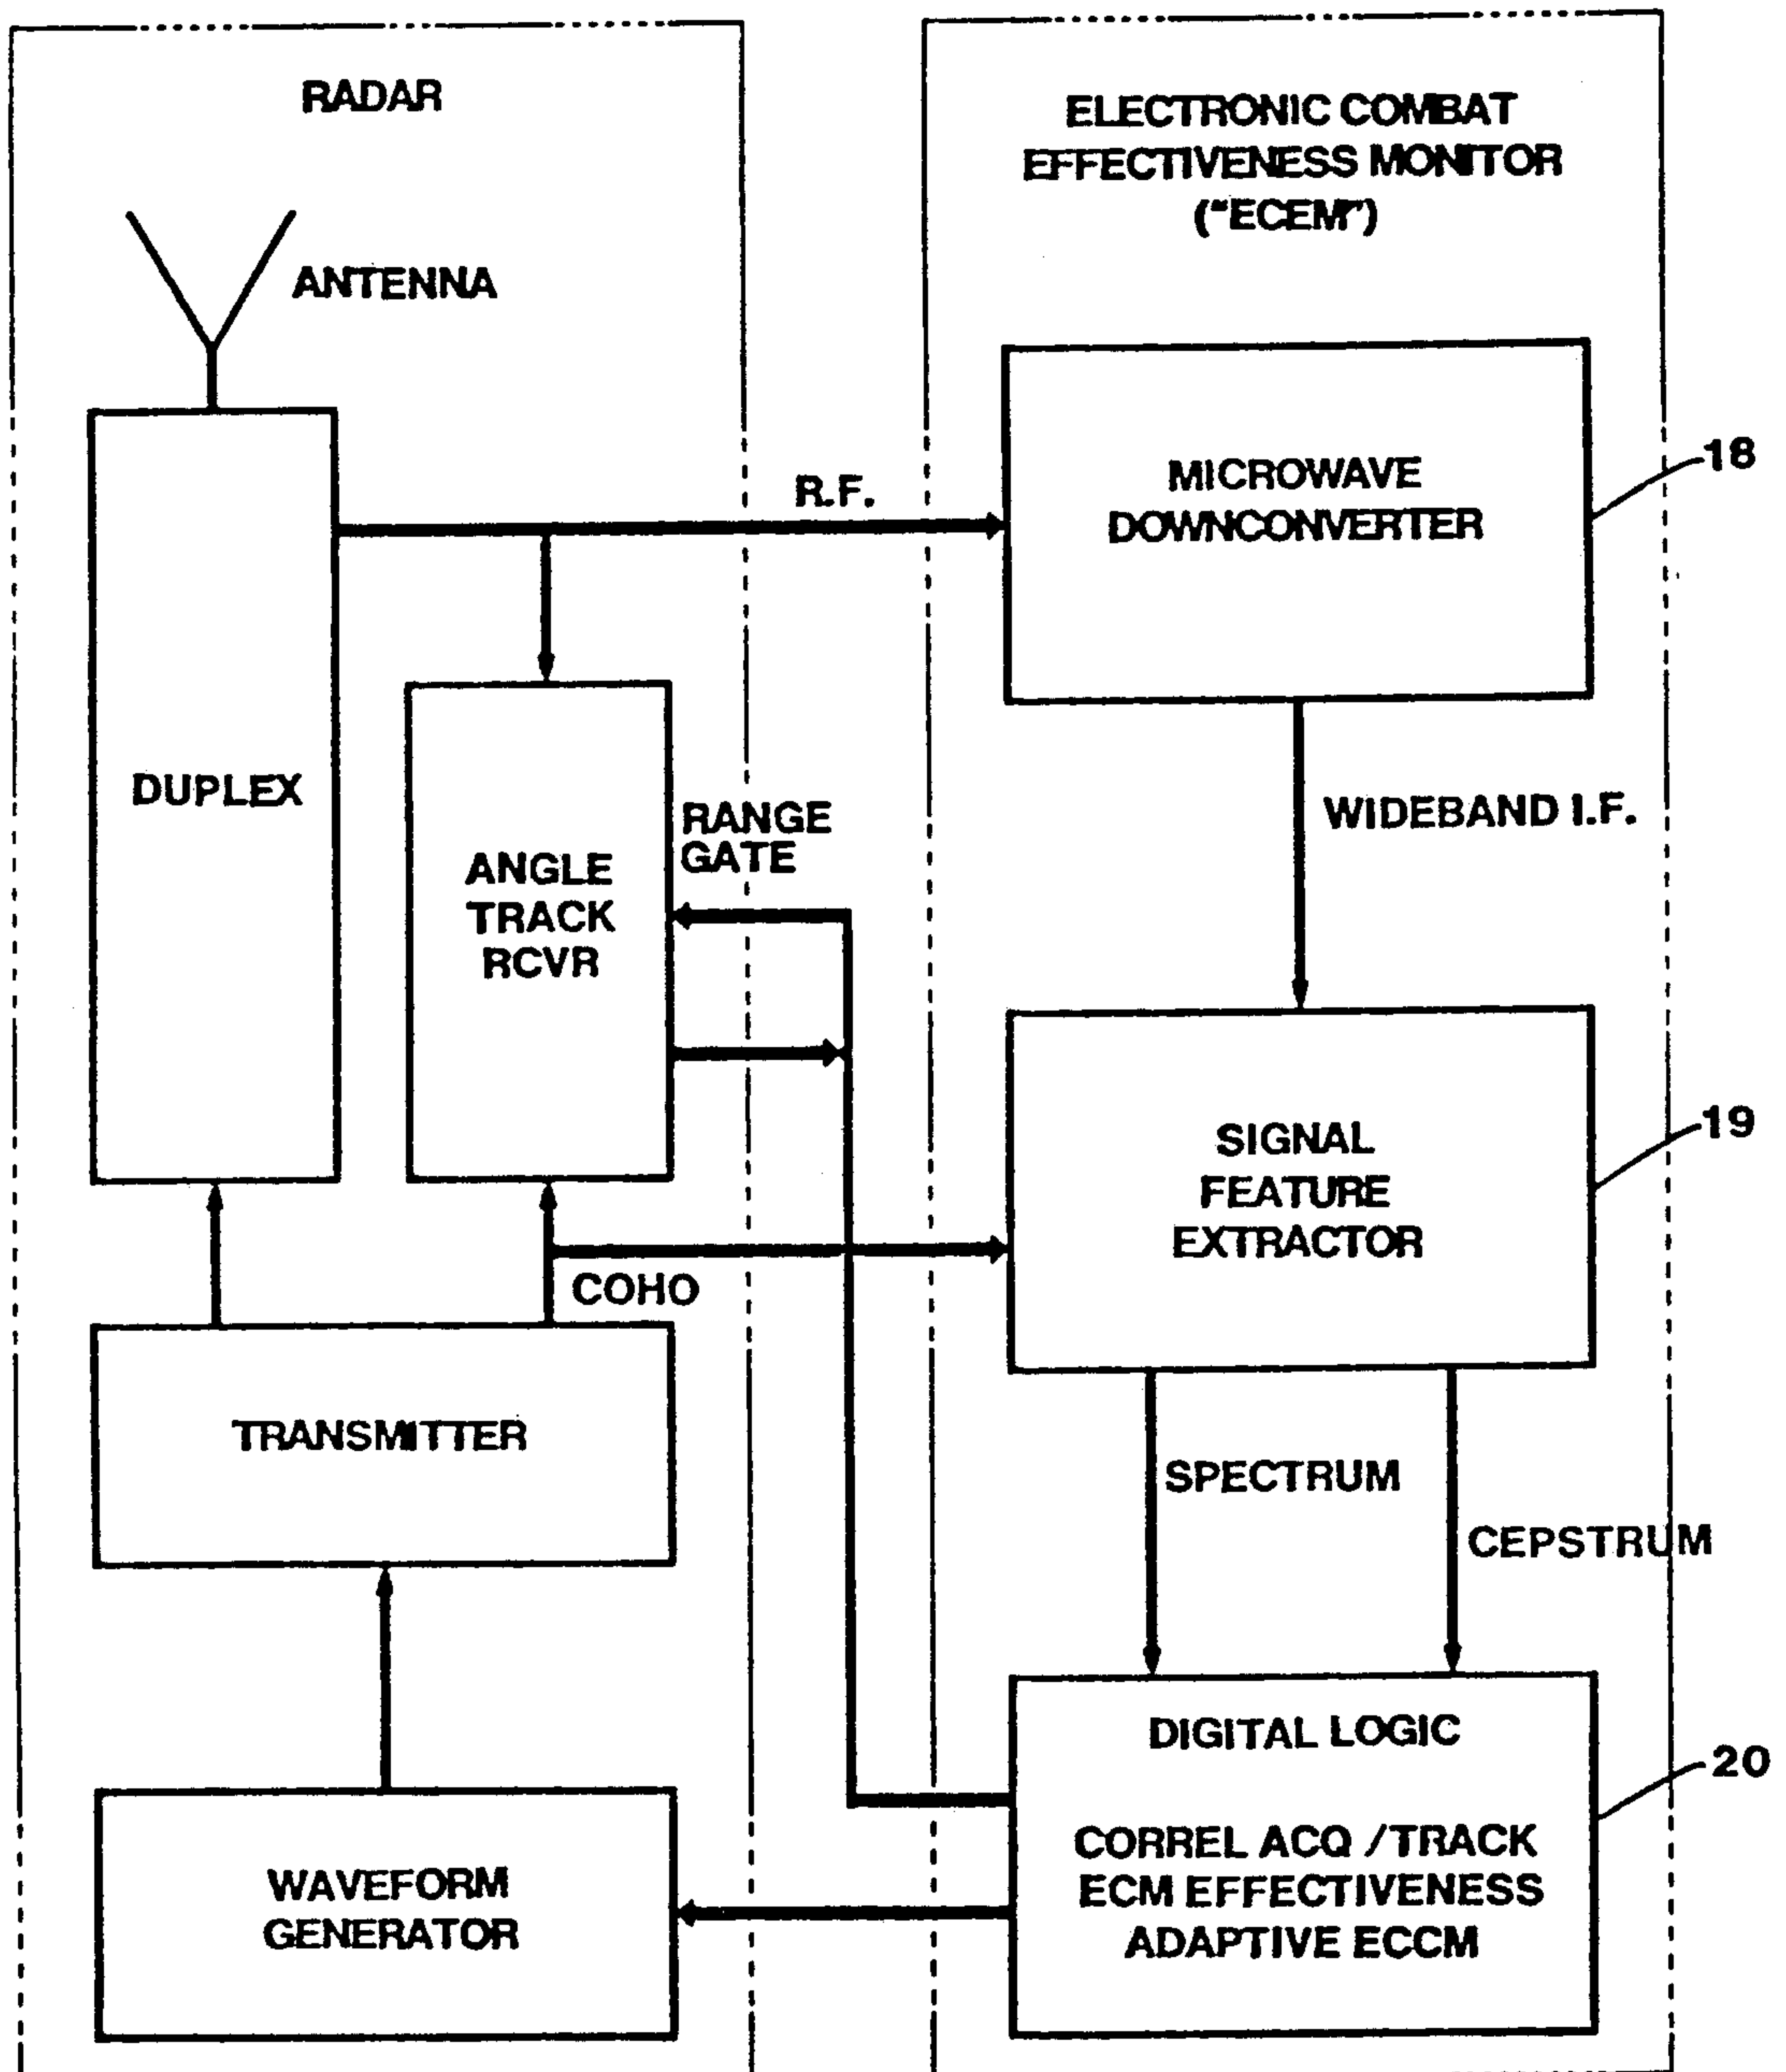 RADAR
ANTENNA
DUPLEX
R.F.
ANGLE
TRACK
RCVR
RANGE
GATE
COHO
TRANSMITTER
WAVEFORM
GENERATOR
ELECTRONIC COMBAT
EFFECTIVENESS MONITOR
("ECEM")
MICROWAVE
DOWNCONVERTER
18
WIDEBAND I.F.
SIGNAL
FEATURE
EXTRACTOR
19
SPECTRUM
CEPSTRUM
DIGITAL LOGIC
CORREL ACQ /TRACK
ECM EFFECTIVENESS
ADAPTIVE ECCM
20